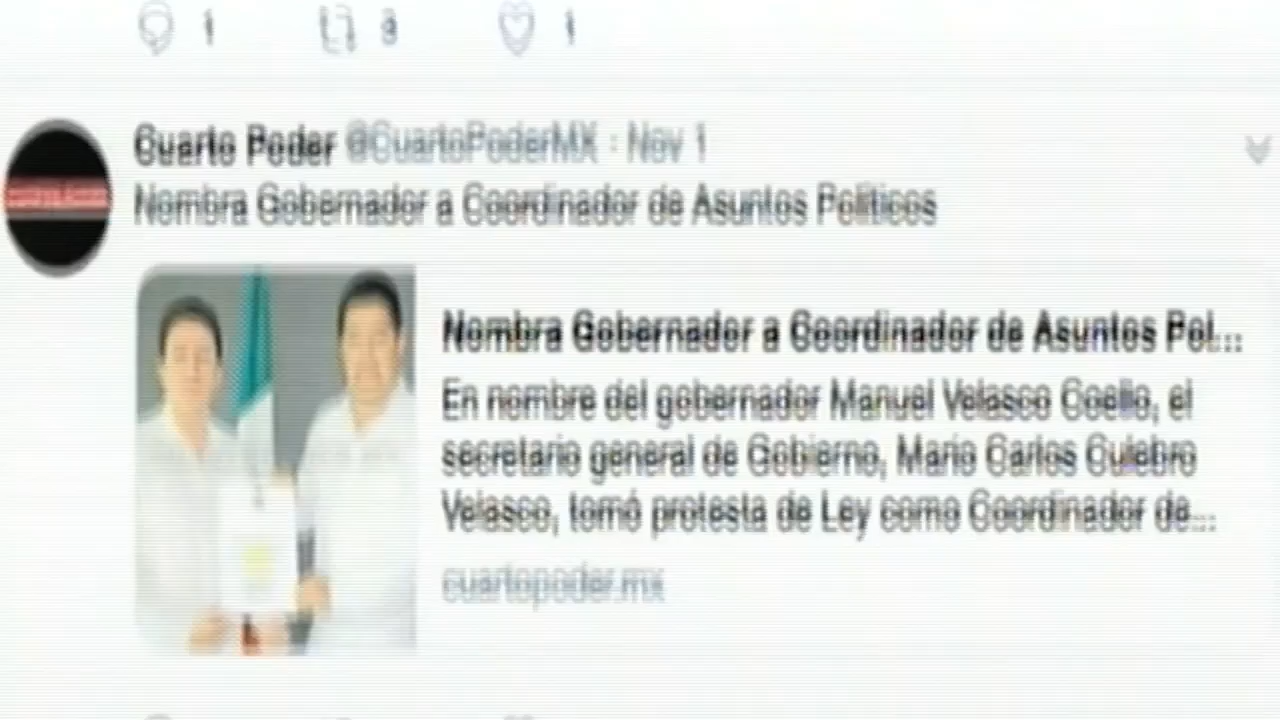 1 3 1
Cuarto Poder @CuartoPoderMX · Nov 1
Nombra Gobernador a Coordinador de Asuntos Políticos
Nombra Gobernador a Coordinador de Asuntos Pol...
En nombre del gobernador Manuel Velasco Coello, el
secretario general de Gobierno, Mario Carlos Culebro
Velasco, tomó protesta de Ley como Coordinador de...
cuartopoder.mx